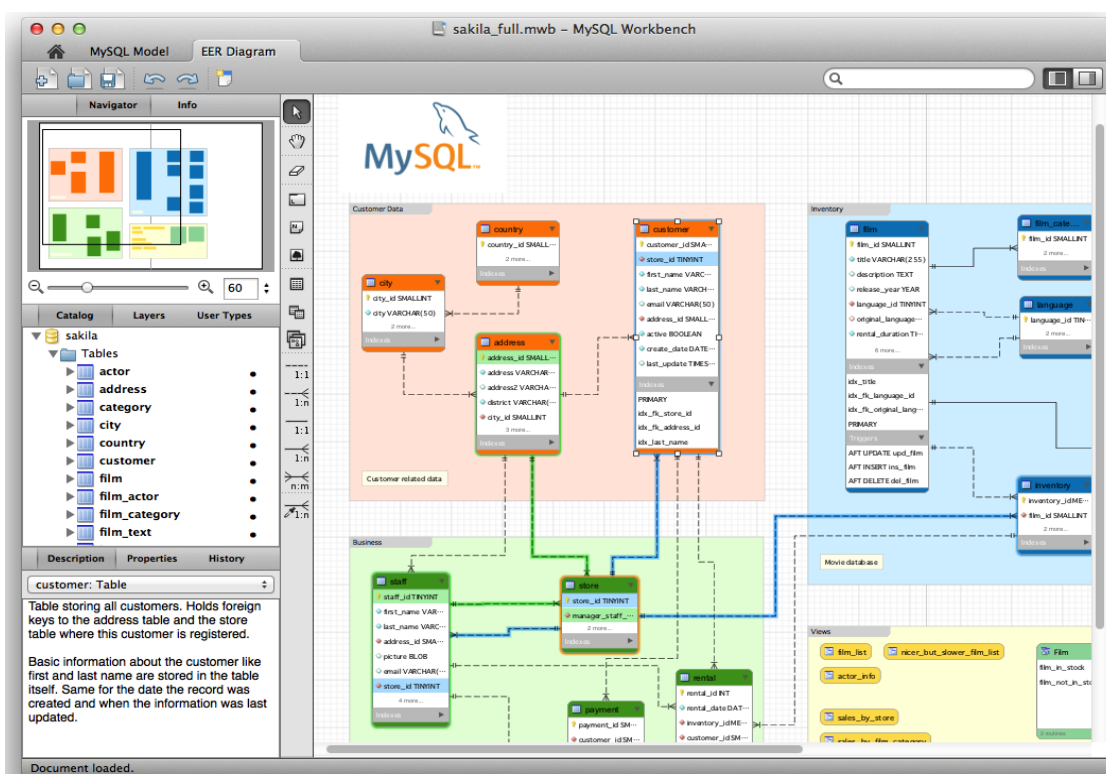 sakila_full.mwb – MySQL Workbench
MySQL Model
EER Diagram
Navigator
Info
60
Catalog
Layers
User Types
sakila
Tables
actor
address
category
city
country
customer
film
film_actor
film_category
film_text
Description
Properties
History
customer: Table
Table storing all customers. Holds foreign
keys to the address table and the store
table where this customer is registered.
Basic information about the customer like
first and last name are stored in the table
itself. Same for the date the record was
created and when the information was last
updated.
Document loaded.
1:1
1:n
1:1
1:n
n:m
1:n
MySQL
Customer Data
country
country_id SMALL...
2 more...
Indexes
city
city_id SMALLINT
city VARCHAR(50)
2 more...
Indexes
address
address_id SMALL...
address VARCHAR...
address2 VARCHA...
district VARCHAR(...
city_id SMALLINT
3 more...
Indexes
customer
customer_id SMA...
store_id TINYINT
first_name VARC...
last_name VARCH...
email VARCHAR(50)
address_id SMALL...
active BOOLEAN
create_date DATE...
last_update TIMES...
Indexes
PRIMARY
idx_fk_store_id
idx_fk_address_id
idx_last_name
Customer related data
Inventory
film
film_id SMALLINT
title VARCHAR(255)
description TEXT
release_year YEAR
language_id TINYINT
original_language...
rental_duration TI...
6 more...
Indexes
idx_title
idx_fk_language_id
idx_fk_original_lang...
PRIMARY
Triggers
AFT UPDATE upd_film
AFT INSERT ins_film
AFT DELETE del_film
film_cate...
film_id SMALLINT
2 more...
Indexes
language
language_id TIN...
2 more...
Indexes
inventory
inventory_id ME...
film_id SMALLINT
2 more...
Indexes
Movie database
Business
staff
staff_id TINYINT
first_name VAR...
last_name VARC...
address_id SMA...
picture BLOB
email VARCHAR(...
store_id TINYINT
4 more...
Indexes
store
store_id TINYINT
manager_staff_...
2 more...
Indexes
payment
payment_id SM...
customer_id SM...
rental
rental_id INT
rental_date DAT...
inventory_id ME...
customer_id SM...
Views
film_list
nicer_but_slower_film_list
actor_info
sales_by_store
sales_by_film_category
Film
film_in_stock
film_not_in_sto